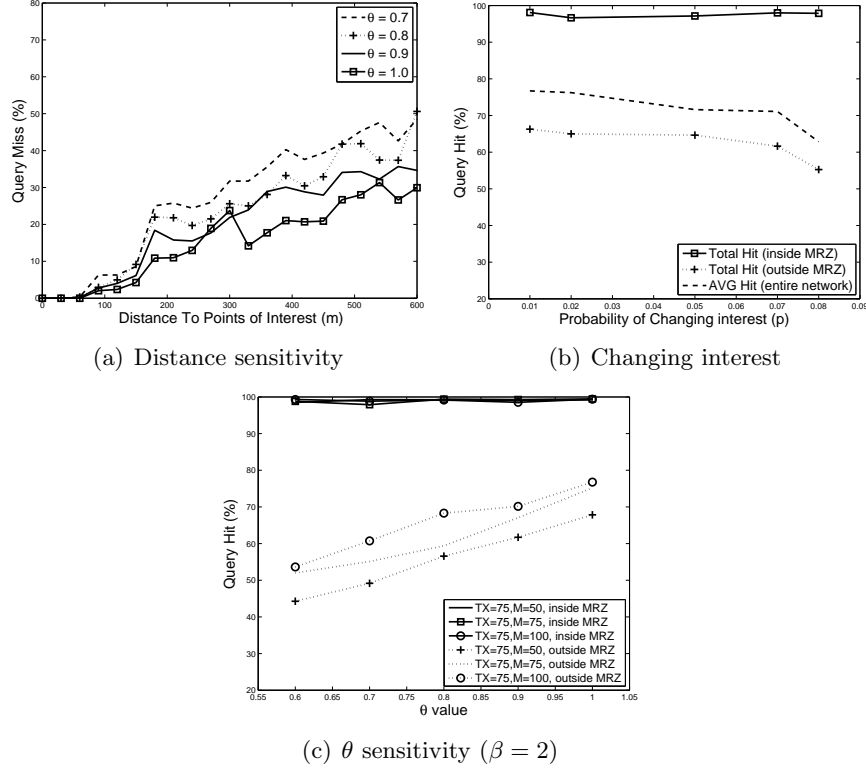 80
70
60
50
40
30
20
10
0
0 100 200 300 400 500 600
Query Miss (%)
Distance To Points of Interest (m)
θ = 0.7
θ = 0.8
θ = 0.9
θ = 1.0
(a) Distance sensitivity
100
90
80
70
60
50
40
30
20
0 0.01 0.02 0.03 0.04 0.05 0.06 0.07 0.08 0.09
Query Hit (%)
Probability of Changing interest (p)
Total Hit (inside MRZ)
Total Hit (outside MRZ)
AVG Hit (entire network)
(b) Changing interest
100
90
80
70
60
50
40
30
20
0.55 0.6 0.65 0.7 0.75 0.8 0.85 0.9 0.95 1 1.05
Query Hit (%)
θ value
TX=75,M=50, inside MRZ
TX=75,M=75, inside MRZ
TX=75,M=100, inside MRZ
TX=75,M=50, outside MRZ
TX=75,M=75, outside MRZ
TX=75,M=100, outside MRZ
(c) θ sensitivity (β = 2)